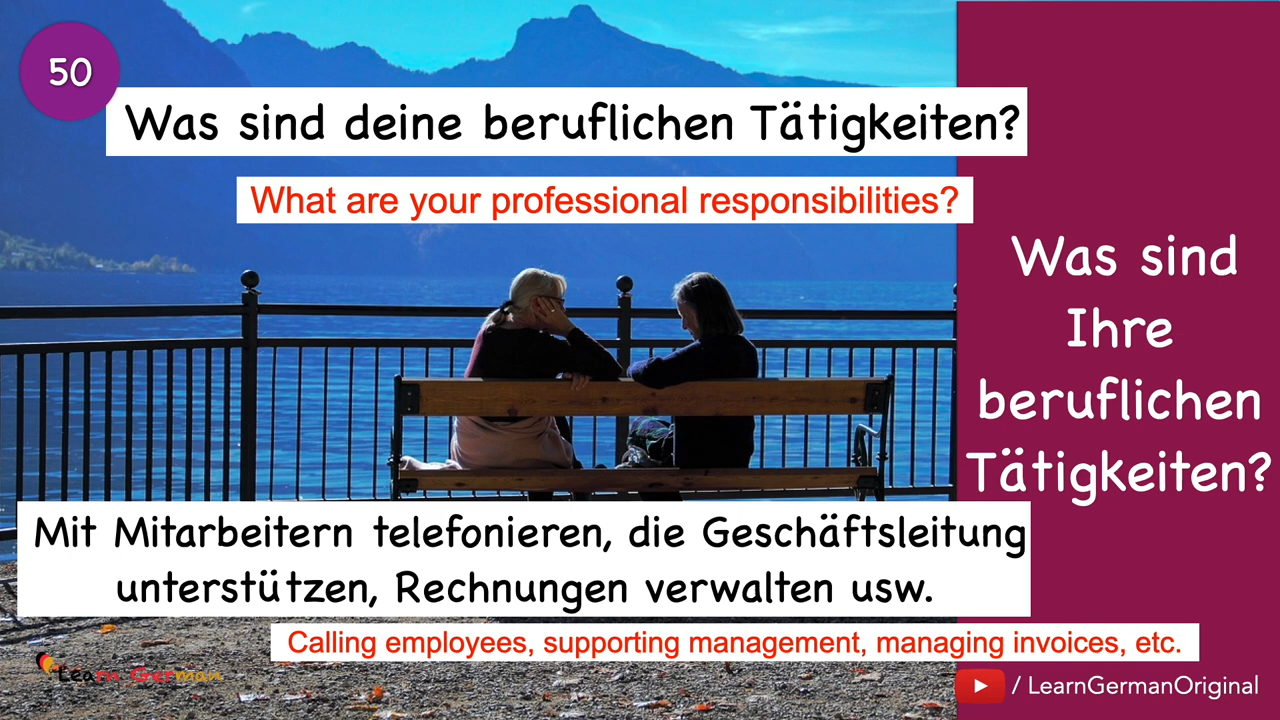 50
Was sind deine beruflichen Tätigkeiten?
What are your professional responsibilities?
Was sind
Ihre
beruflichen
Tätigkeiten?
Mit Mitarbeitern telefonieren, die Geschäftsleitung
unterstützen, Rechnungen verwalten usw.
Calling employees, supporting management, managing invoices, etc.
Learn German
/ LearnGermanOriginal